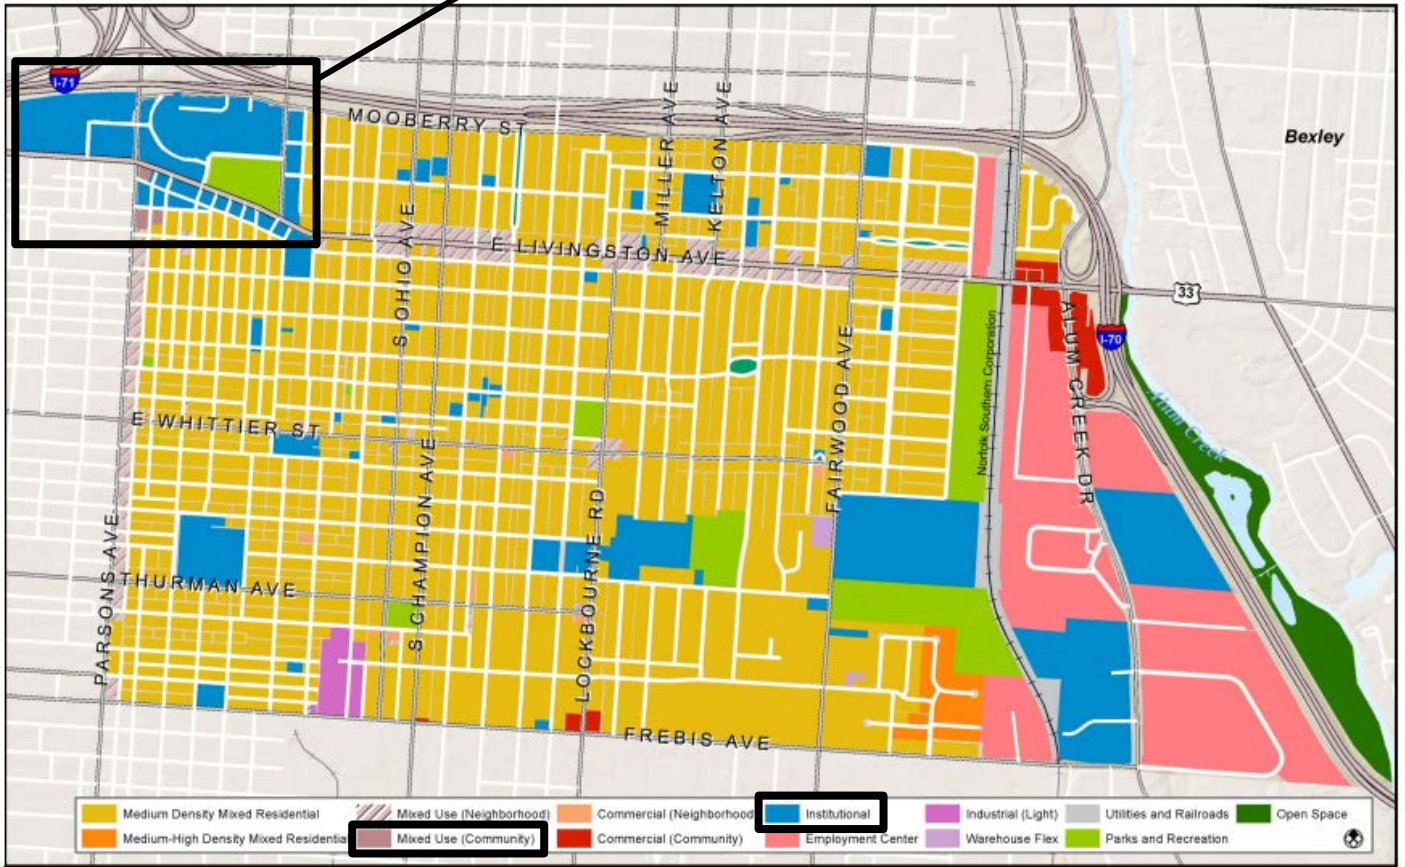 I-71
MOOBERRY ST
MILLER AVE
KELTON AVE
Bexley
S OHIO AVE
E LIVINGSTON AVE
33
I-70
ALUM CREEK DR
Norfolk Southern Corporation
FAIRWOOD AVE
Alum Creek
E WHITTIER ST
S CHAMPION AVE
LOCKBOURNE RD
PARSONS AVE
THURMAN AVE
FREBIS AVE
Medium Density Mixed Residential
Mixed Use (Neighborhood)
Commercial (Neighborhood)
Institutional
Industrial (Light)
Utilities and Railroads
Open Space
Medium-High Density Mixed Residential
Mixed Use (Community)
Commercial (Community)
Employment Center
Warehouse Flex
Parks and Recreation